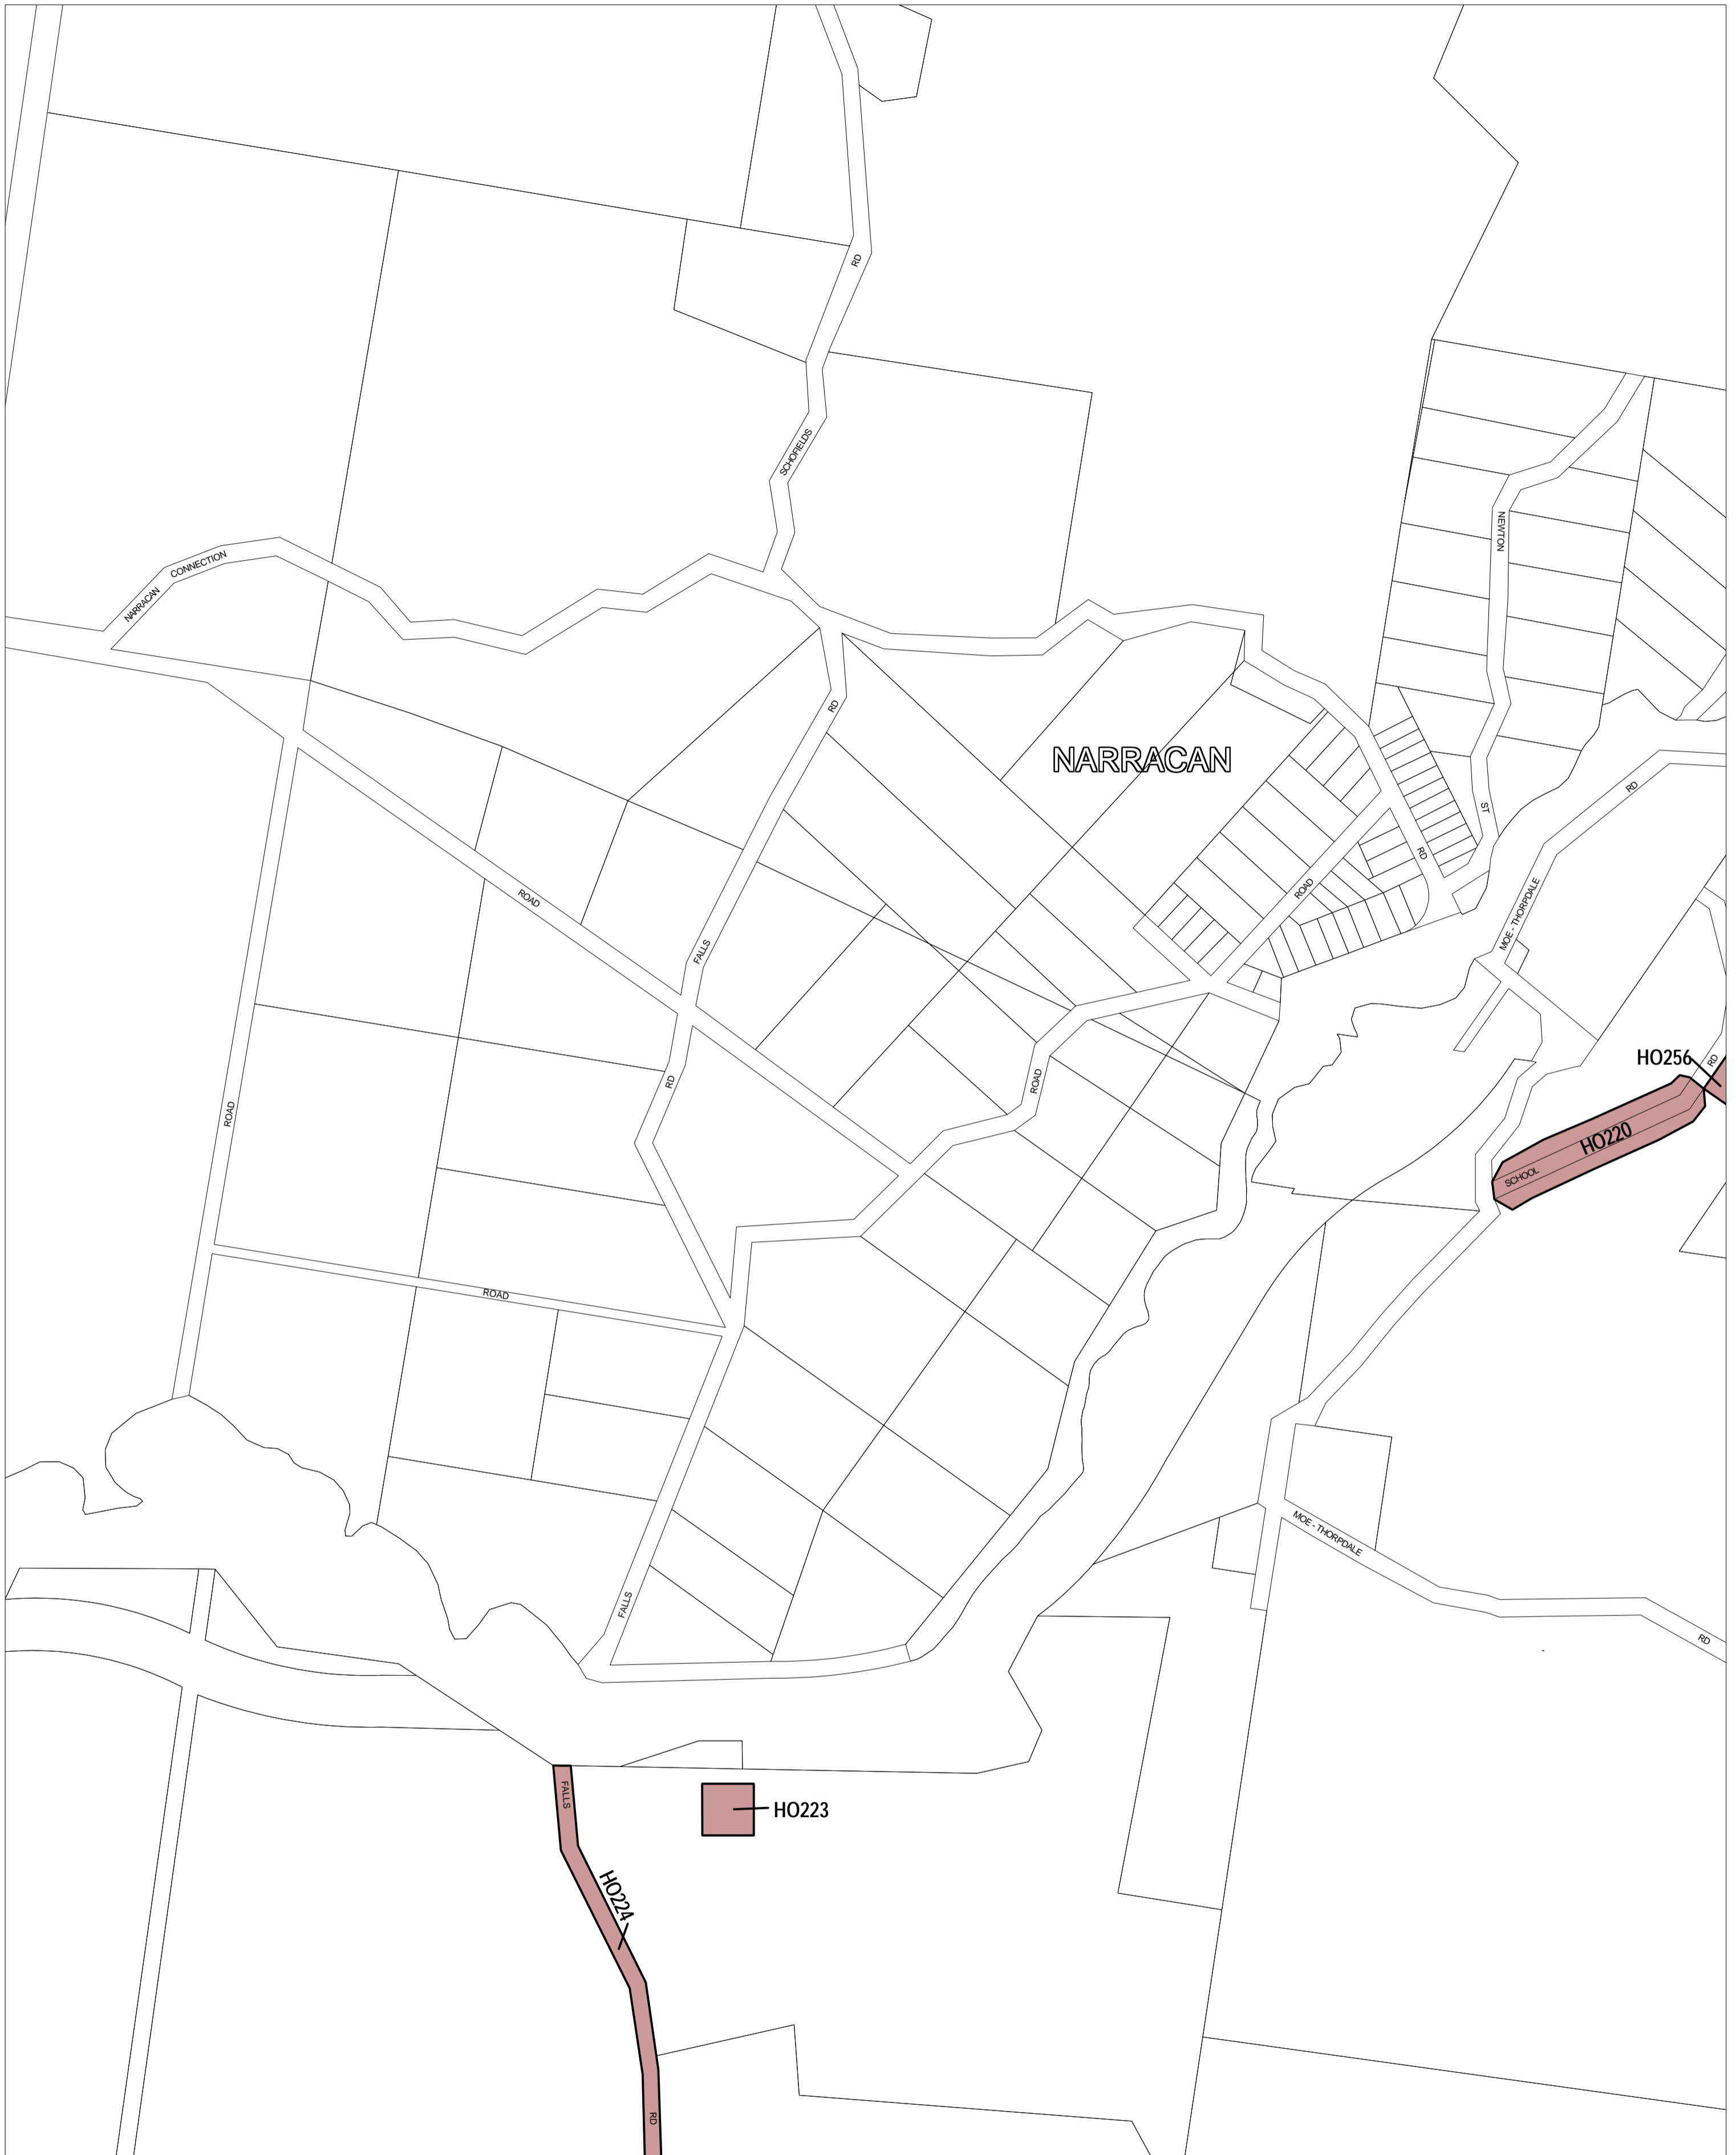 RD
SCHOFIELDS
NEWTON
NARRACAN
CONNECTION
RD
NARRACAN
RD
ST
RD
ROAD
ROAD
MOE - THORPDALE
FALLS
HO256
RD
RD
ROAD
ROAD
HO220
SCHOOL
ROAD
MOE - THORPDALE
FALLS
RD
FALLS
HO223
HO224
RD